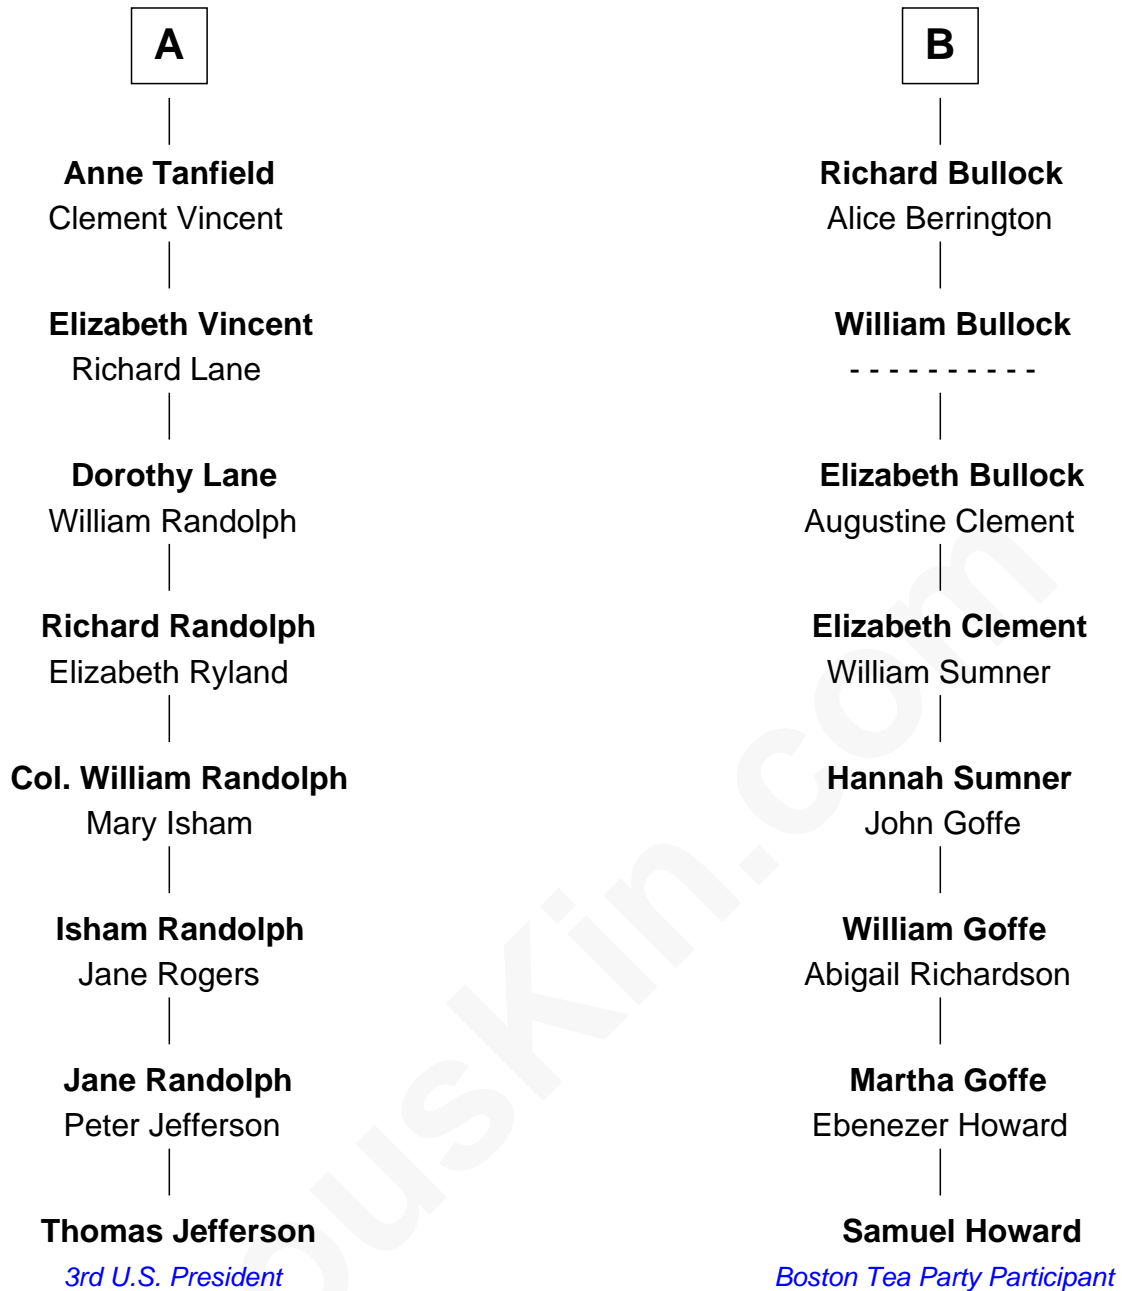 A
Anne Tanfield
Clement Vincent
Elizabeth Vincent
Richard Lane
Dorothy Lane
William Randolph
Richard Randolph
Elizabeth Ryland
Col. William Randolph
Mary Isham
Isham Randolph
Jane Rogers
Jane Randolph
Peter Jefferson
Thomas Jefferson
3rd U.S. President
B
Richard Bullock
Alice Berrington
William Bullock
- - - - - - - - - -
Elizabeth Bullock
Augustine Clement
Elizabeth Clement
William Sumner
Hannah Sumner
John Goffe
William Goffe
Abigail Richardson
Martha Goffe
Ebenezer Howard
Samuel Howard
Boston Tea Party Participant
ousKin.com